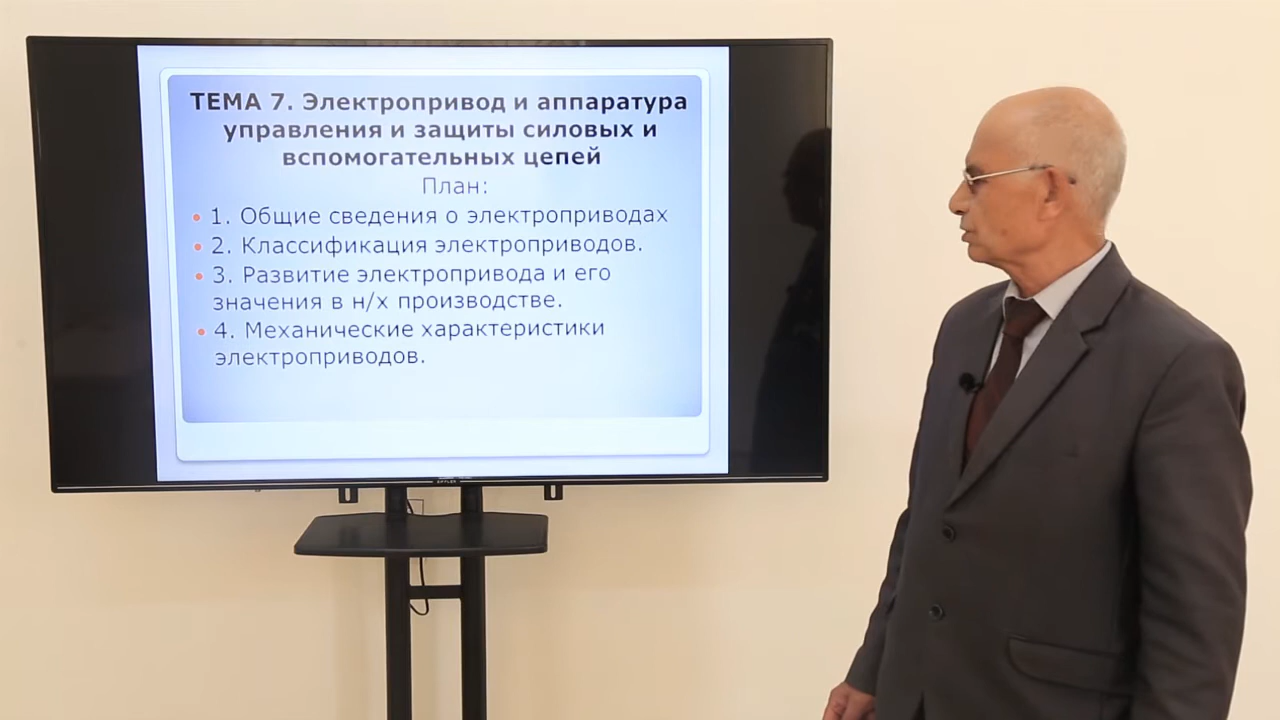 ТЕМА 7. Электропривод и аппаратура
управления и защиты силовых и
вспомогательных цепей
План:
• 1. Общие сведения о электроприводах
• 2. Классификация электроприводов.
• 3. Развитие электропривода и его
значения в н/х производстве.
• 4. Механические характеристики
электроприводов.